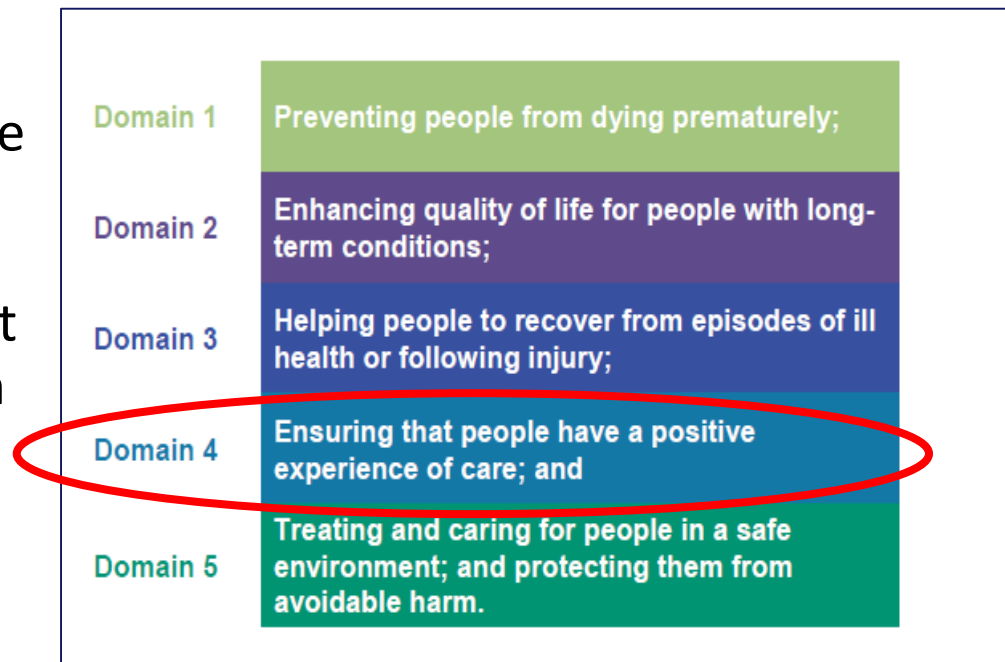 e
t
Domain 1
Preventing people from dying prematurely;
Domain 2
Enhancing quality of life for people with long-
term conditions;
Domain 3
Helping people to recover from episodes of ill
health or following injury;
Domain 4
Ensuring that people have a positive
experience of care; and
Domain 5
Treating and caring for people in a safe
environment; and protecting them from
avoidable harm.